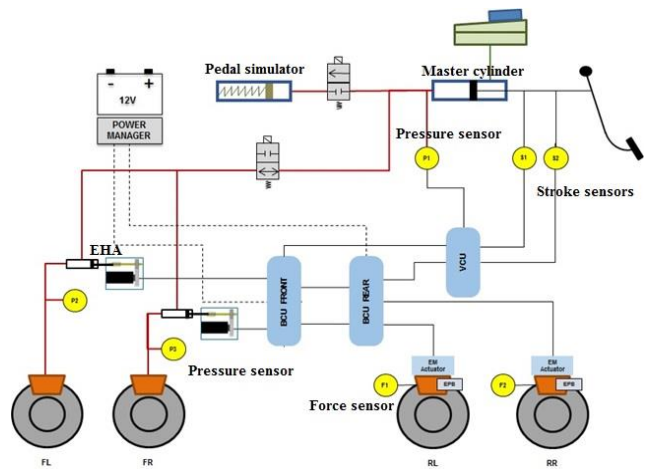 Pedal simulator
Master cylinder
- +
12V
POWER
MANAGER
Pressure sensor
P1
S1
S2
Stroke sensors
EHA
VCU
BCU FRONT
BCU REAR
P2
P3
Pressure sensor
EM
Actuator
EM
Actuator
F1
EPB
F2
EPB
Force sensor
FL
FR
RL
RR